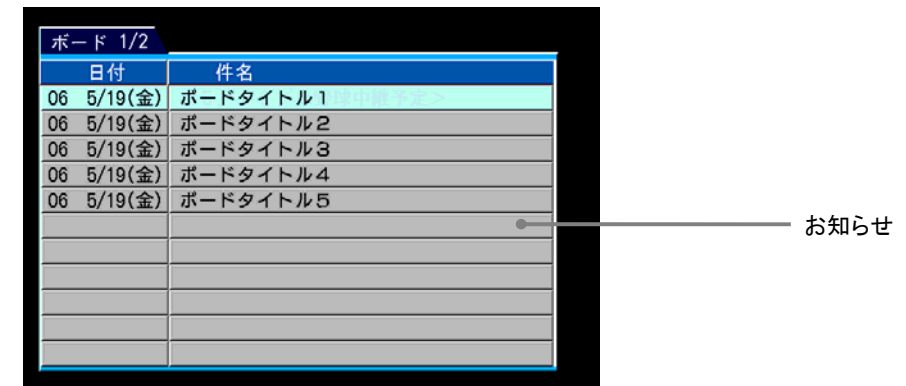 ボード 1/2
日付 件名
06 5/19(金) ボードタイトル1
06 5/19(金) ボードタイトル2
06 5/19(金) ボードタイトル3
06 5/19(金) ボードタイトル4
06 5/19(金) ボードタイトル5
お知らせ